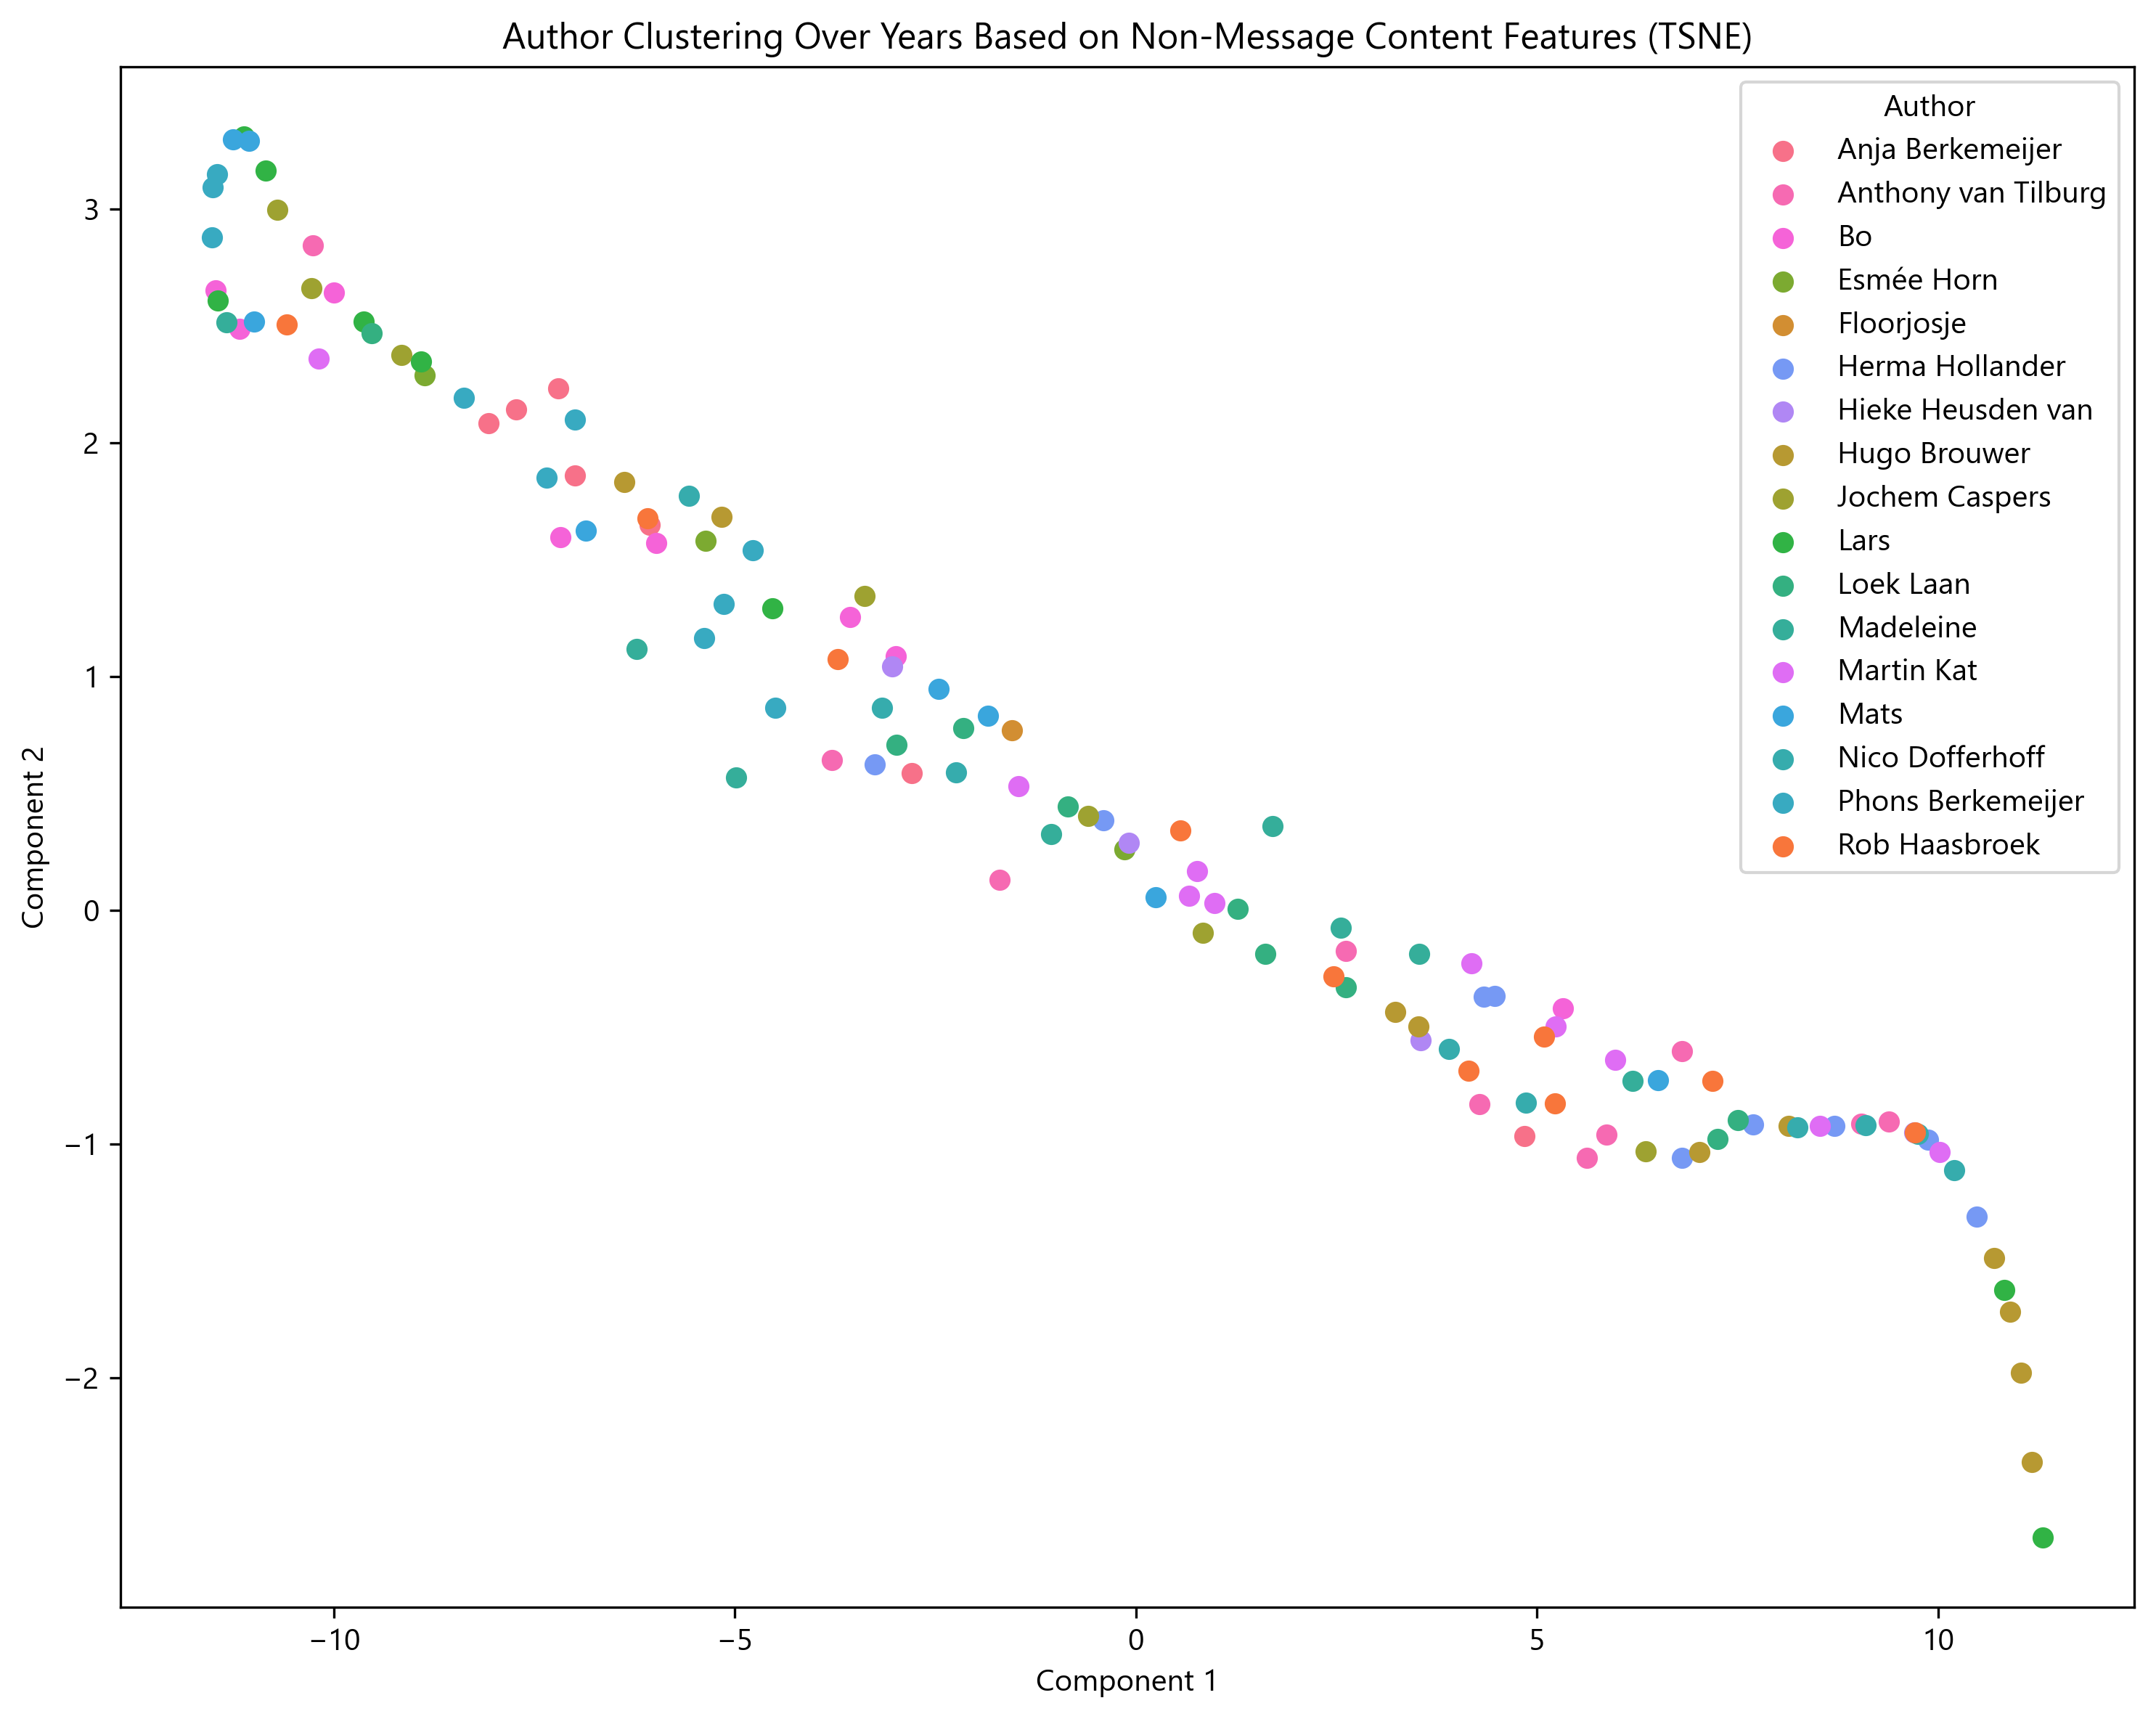 Author Clustering Over Years Based on Non-Message Content Features (TSNE)
Author
Anja Berkemeijer
Anthony van Tilburg
Bo
Esmée Horn
Floorjosje
Herma Hollander
Hieke Heusden van
Hugo Brouwer
Jochem Caspers
Lars
Loek Laan
Madeleine
Martin Kat
Mats
Nico Dofferhoff
Phons Berkemeijer
Rob Haasbroek
Component 2
3
2
1
0
−1
−2
−10
−5
0
5
10
Component 1